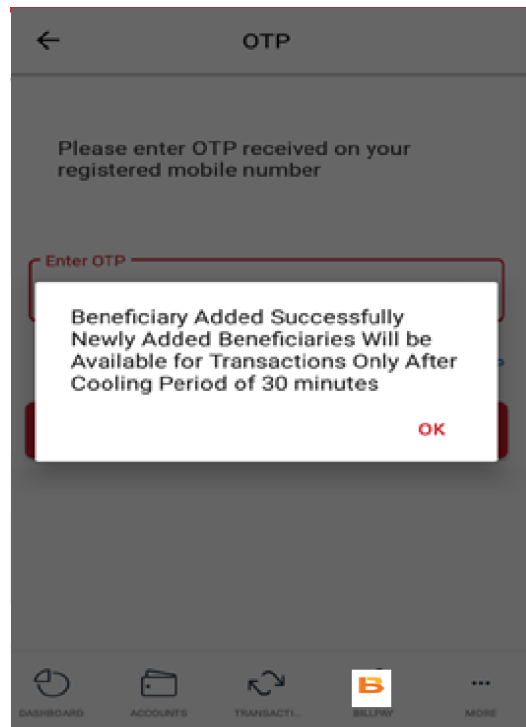 OTP
Please enter OTP received on your
registered mobile number
Enter OTP
Beneficiary Added Successfully
Newly Added Beneficiaries Will be
Available for Transactions Only After
Cooling Period of 30 minutes
OK
B
DASHBOARD ACCOUNTS TRANSACTI... BILLPAY MORE